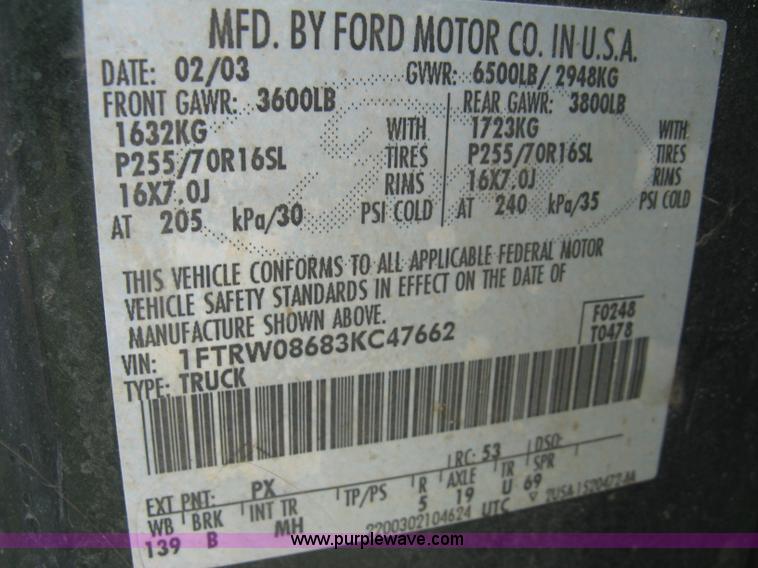 MFD. BY FORD MOTOR CO. IN U.S.A.
DATE: 02/03 GVWR: 6500LB/ 2948KG
FRONT GAWR: 3600LB REAR GAWR: 3800LB
1632KG WITH 1723KG WITH
P255/70R16SL TIRES P255/70R16SL TIRES
16X7.0J RIMS 16X7.0J RIMS
AT 205 kPa/30 PSI COLD AT 240 kPa/35 PSI COLD
THIS VEHICLE CONFORMS TO ALL APPLICABLE FEDERAL MOTOR
VEHICLE SAFETY STANDARDS IN EFFECT ON THE DATE OF
MANUFACTURE SHOWN ABOVE.
F0248
VIN: 1FTRW08683KC47662 T0478
TYPE: TRUCK
EXT PNT: PX RC: 53 DSO:
WB BRK INT TR TP/PS R AXLE TR SPR
139 B MH 5 19 U 69
2200302104624 UTC
www.purplewave.com